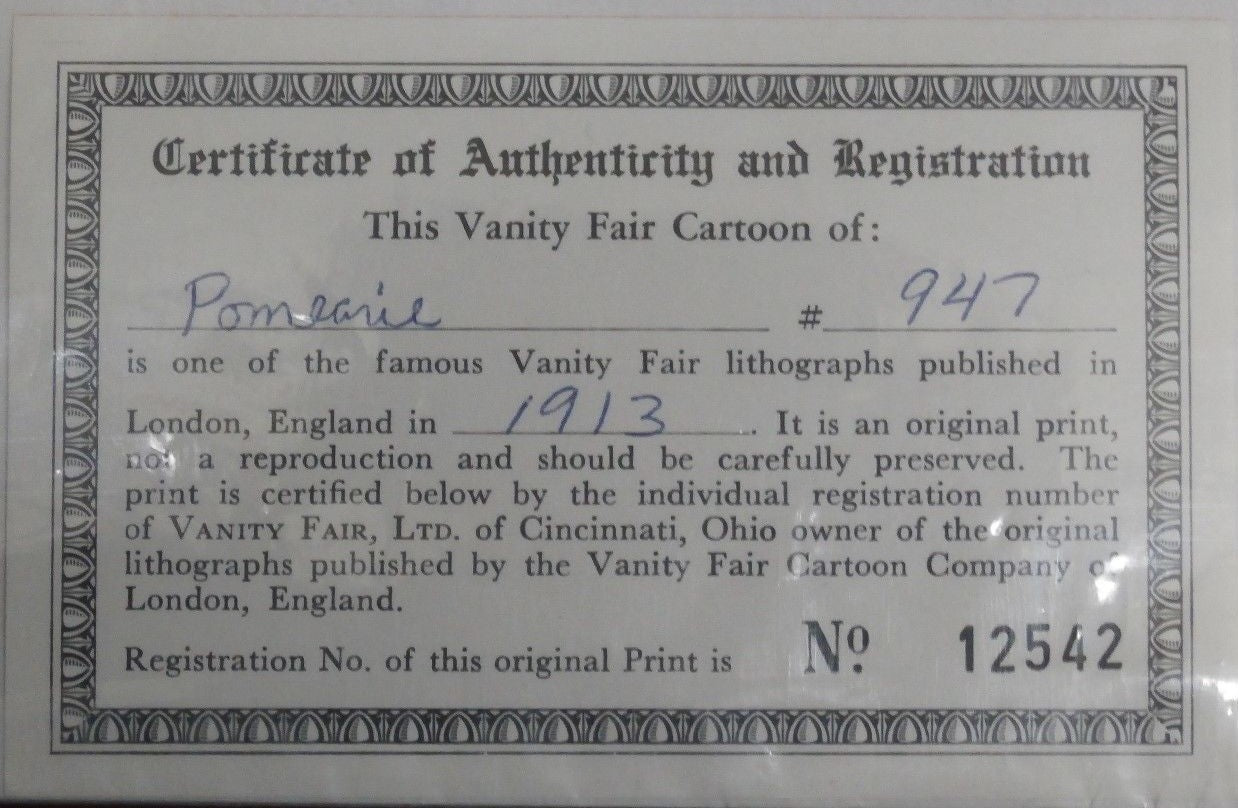 Certificate of Authenticity and Registration
This Vanity Fair Cartoon of:
Pomearie # 947
is one of the famous Vanity Fair lithographs published in
London, England in 1913. It is an original print,
not a reproduction and should be carefully preserved. The
print is certified below by the individual registration number
of VANITY FAIR, LTD. of Cincinnati, Ohio owner of the original
lithographs published by the Vanity Fair Cartoon Company of
London, England.
Registration No. of this original Print is No. 12542